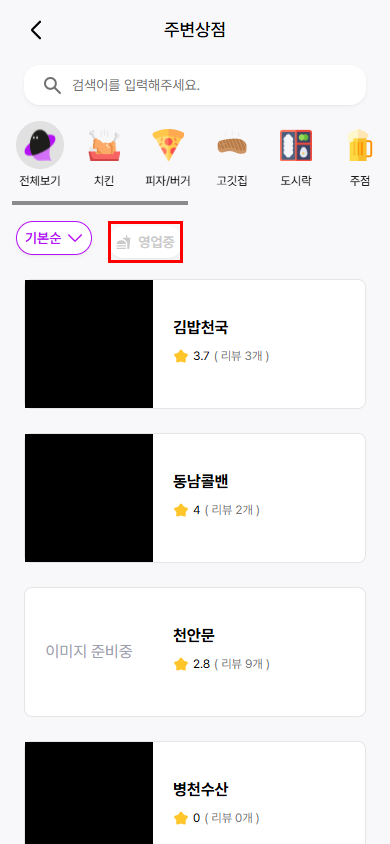 주변상점
검색어를 입력해주세요.
전체보기 치킨 피자/버거 고깃집 도시락 주점
기본순 영업중
김밥천국
3.7 ( 리뷰 3개 )
동남콜밴
4 ( 리뷰 2개 )
이미지 준비중
천안문
2.8 ( 리뷰 9개 )
병천수산
0 ( 리뷰 0개 )